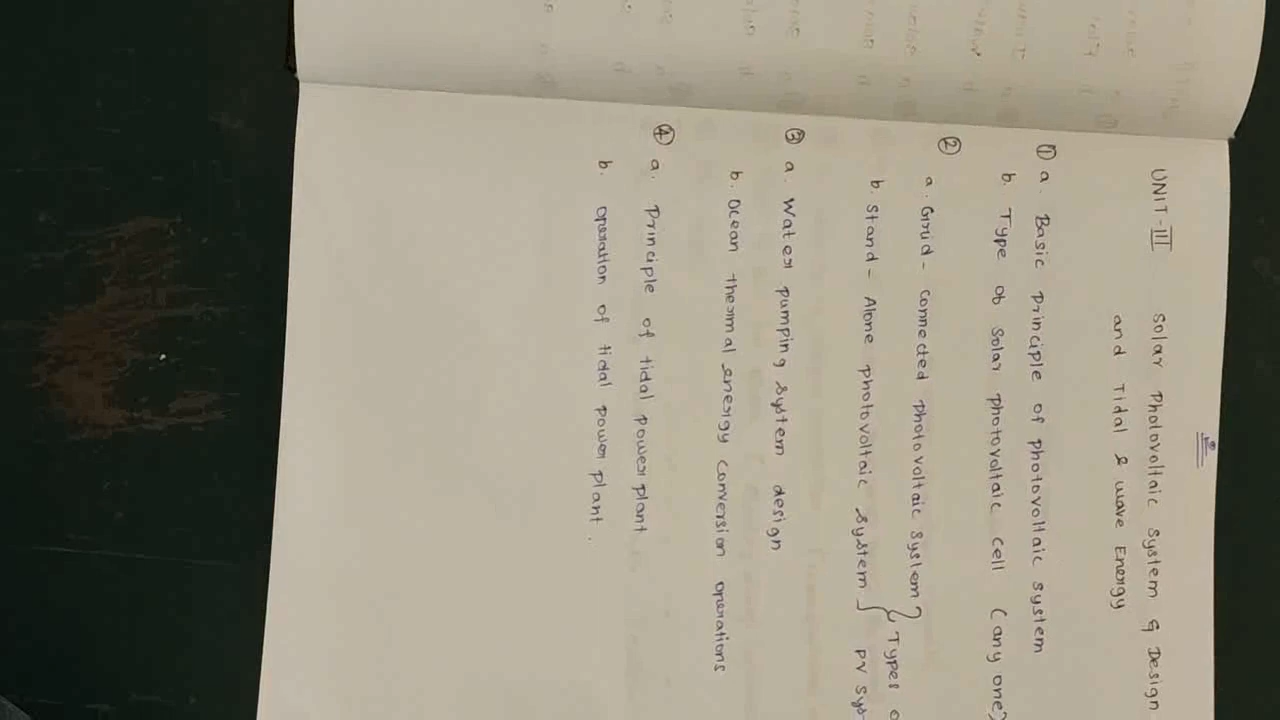 UNIT-III Solar Photovoltaic System & Design
and Tidal & wave Energy
① a. Basic principle of photovoltaic system
b. Type of solar photovoltaic cell (any one)
②
a. Grid-connected photovoltaic system
b. Stand-Alone photovoltaic system } Types
PV
③ a. Water pumping system design
b. Ocean thermal energy conversion operations
④ a. Principle of tidal power plant
b. operation of tidal power plant.